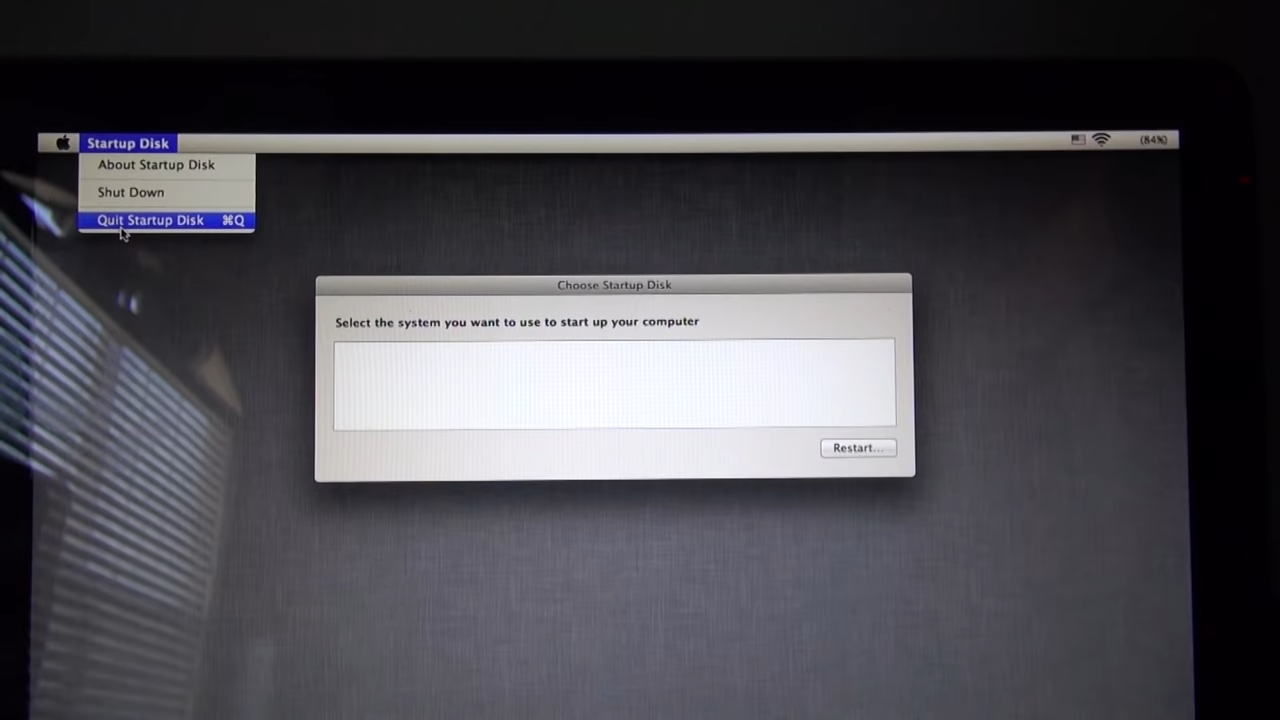 Startup Disk
(84%)
About Startup Disk
Shut Down
Quit Startup Disk ⌘Q
Choose Startup Disk
Select the system you want to use to start up your computer
Restart...